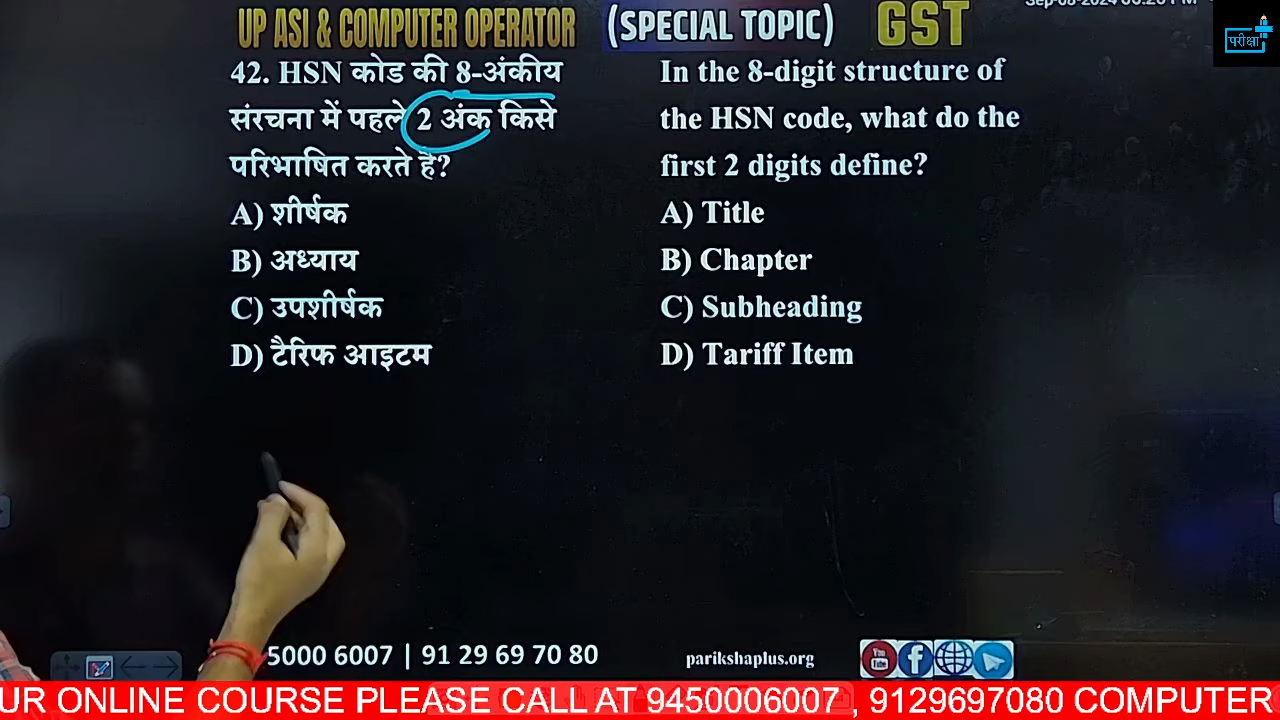 UP ASI & COMPUTER OPERATOR (SPECIAL TOPIC) GST
परीक्षा
42. HSN कोड की 8-अंकीय
संरचना में पहले 2 अंक किसे
परिभाषित करते हैं?
A) शीर्षक
B) अध्याय
C) उपशीर्षक
D) टैरिफ आइटम
In the 8-digit structure of
the HSN code, what do the
first 2 digits define?
A) Title
B) Chapter
C) Subheading
D) Tariff Item
5000 6007 | 91 29 69 70 80
parikshaplus.org
You Tube
UR ONLINE COURSE PLEASE CALL AT 9450006007 , 9129697080 COMPUTER